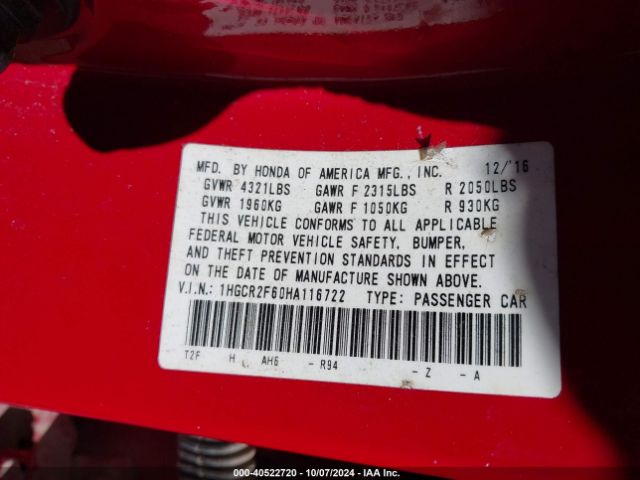 MFD. BY HONDA OF AMERICA MFG., INC. 12/'16
GVWR 4321LBS GAWR F 2315LBS R 2050LBS
GVWR 1960KG GAWR F 1050KG R 930KG
THIS VEHICLE CONFORMS TO ALL APPLICABLE
FEDERAL MOTOR VEHICLE SAFETY, BUMPER,
AND THEFT PREVENTION STANDARDS IN EFFECT
ON THE DATE OF MANUFACTURE SHOWN ABOVE.
V.I.N.: 1HGCR2F60HA116722 TYPE: PASSENGER CAR
T2F H AH6 - R94 - Z - A
000-40522720 - 10/07/2024 - IAA Inc.